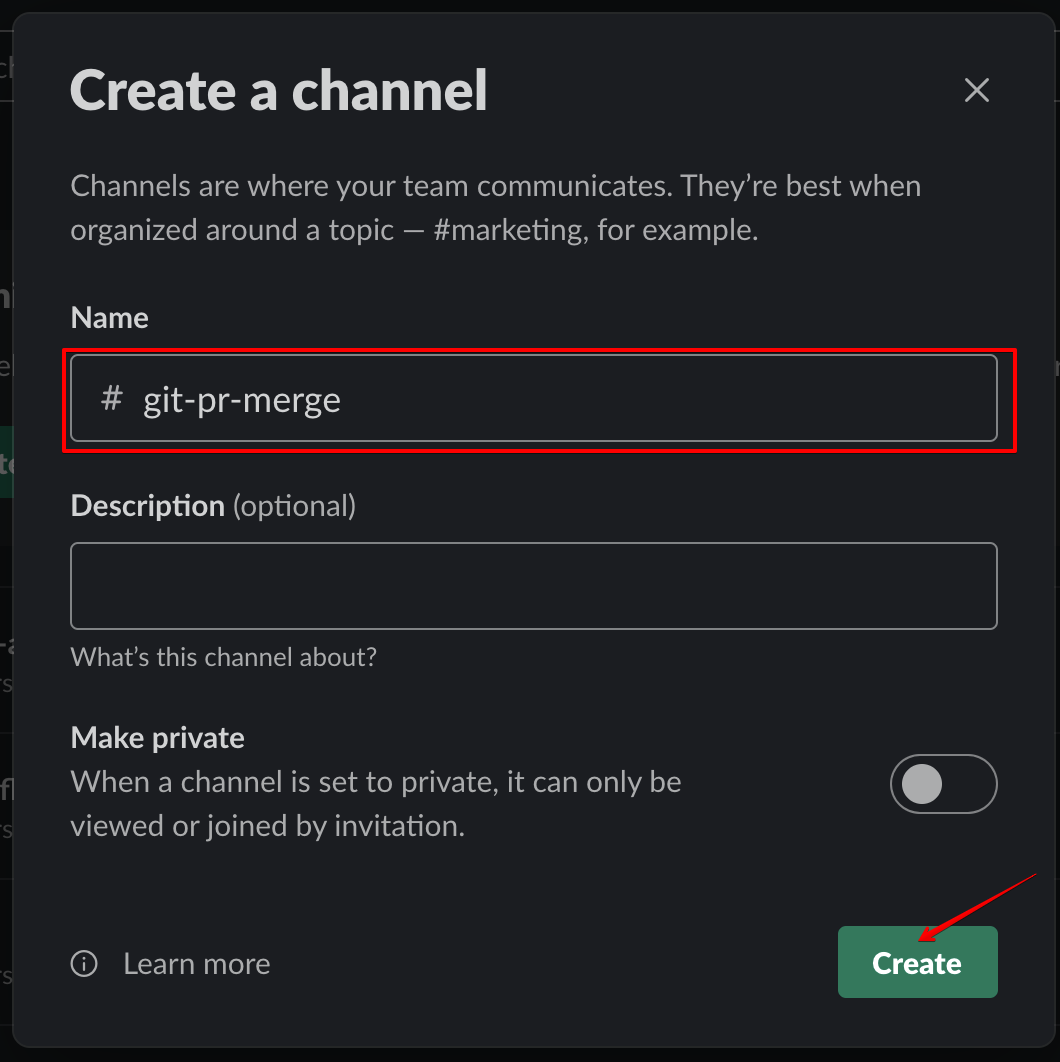 Create a channel
Channels are where your team communicates. They’re best when
organized around a topic — #marketing, for example.
Name
# git-pr-merge
Description (optional)
What’s this channel about?
Make private
When a channel is set to private, it can only be
viewed or joined by invitation.
Learn more
Create